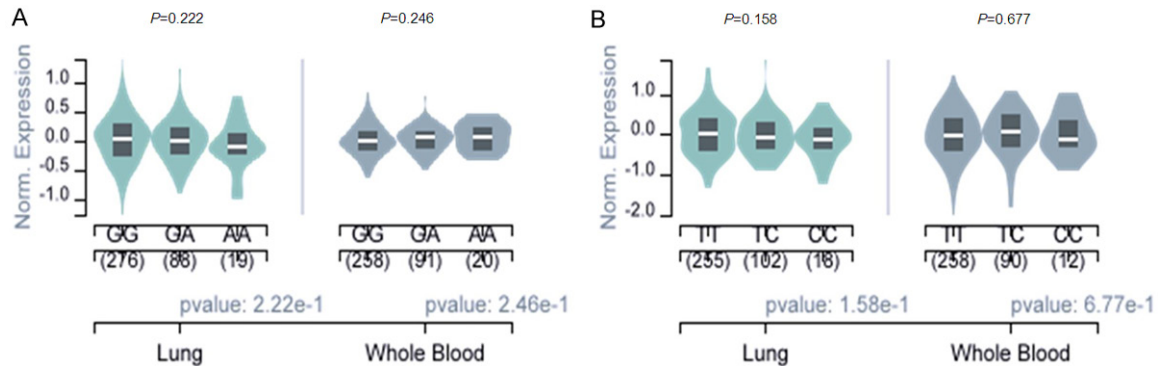 A
P=0.222
P=0.246
Norm. Expression
1.0
0.5
0.0
-0.5
-1.0
GG GA AA GG GA AA
(276) (88) (19) (258) (91) (20)
pvalue: 2.22e-1 pvalue: 2.46e-1
Lung Whole Blood
B
P=0.158
P=0.677
Norm. Expression
1.0
0.0
-1.0
-2.0
TT TC CC TT TC CC
(255) (102) (18) (258) (90) (12)
pvalue: 1.58e-1 pvalue: 6.77e-1
Lung Whole Blood